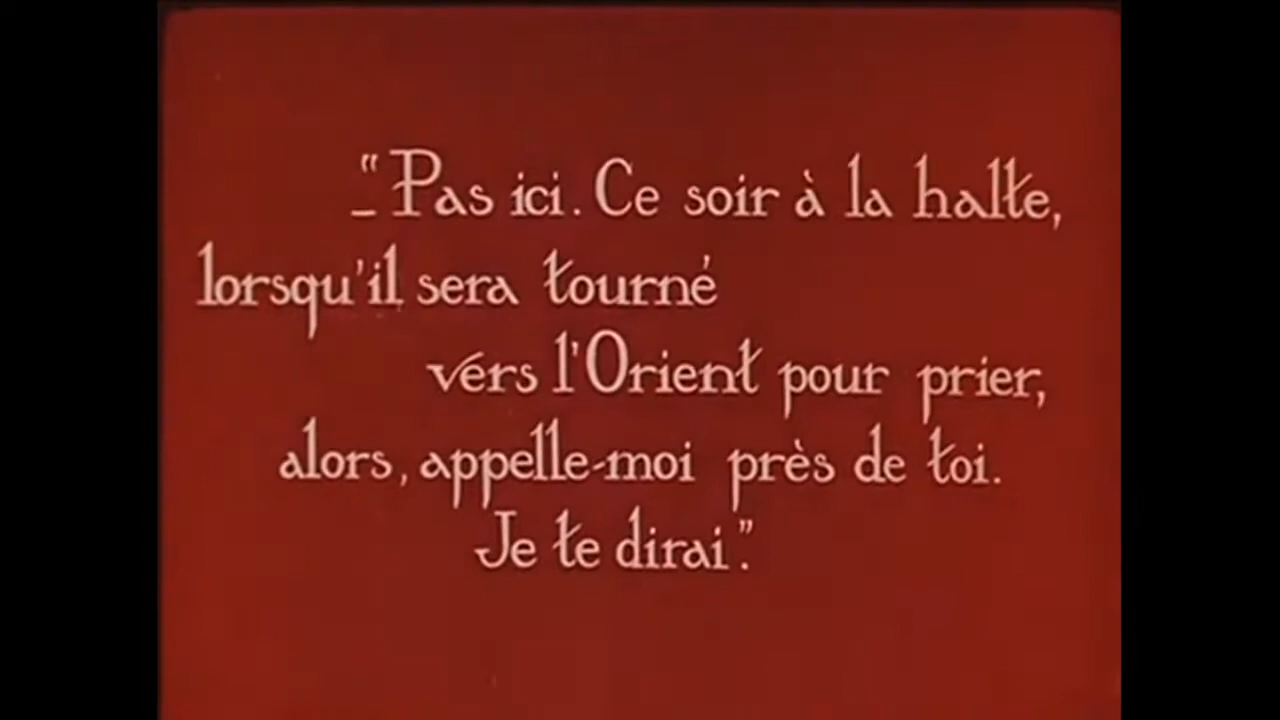 _ "Pas ici. Ce soir à la halte,
lorsqu'il sera tourné
vers l'Orient pour prier,
alors, appelle-moi près de toi.
Je te dirai."